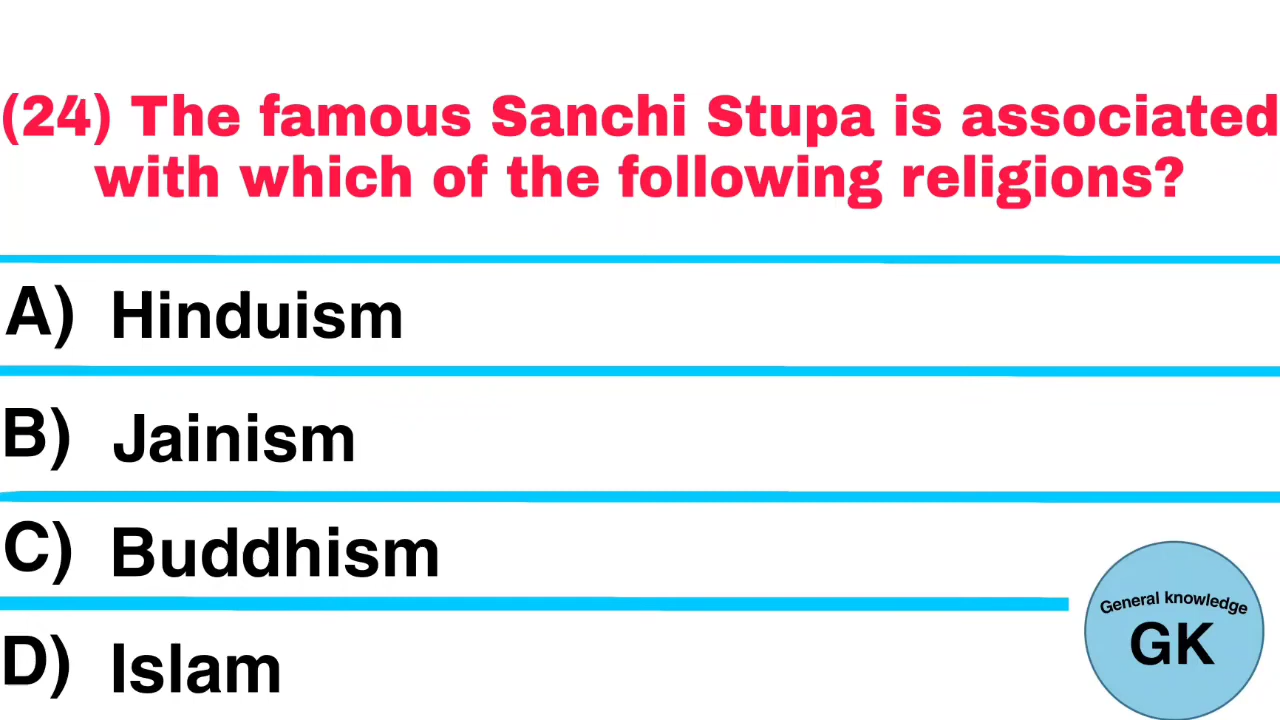 (24) The famous Sanchi Stupa is associated
with which of the following religions?
A) Hinduism
B) Jainism
C) Buddhism
D) Islam
General knowledge
GK